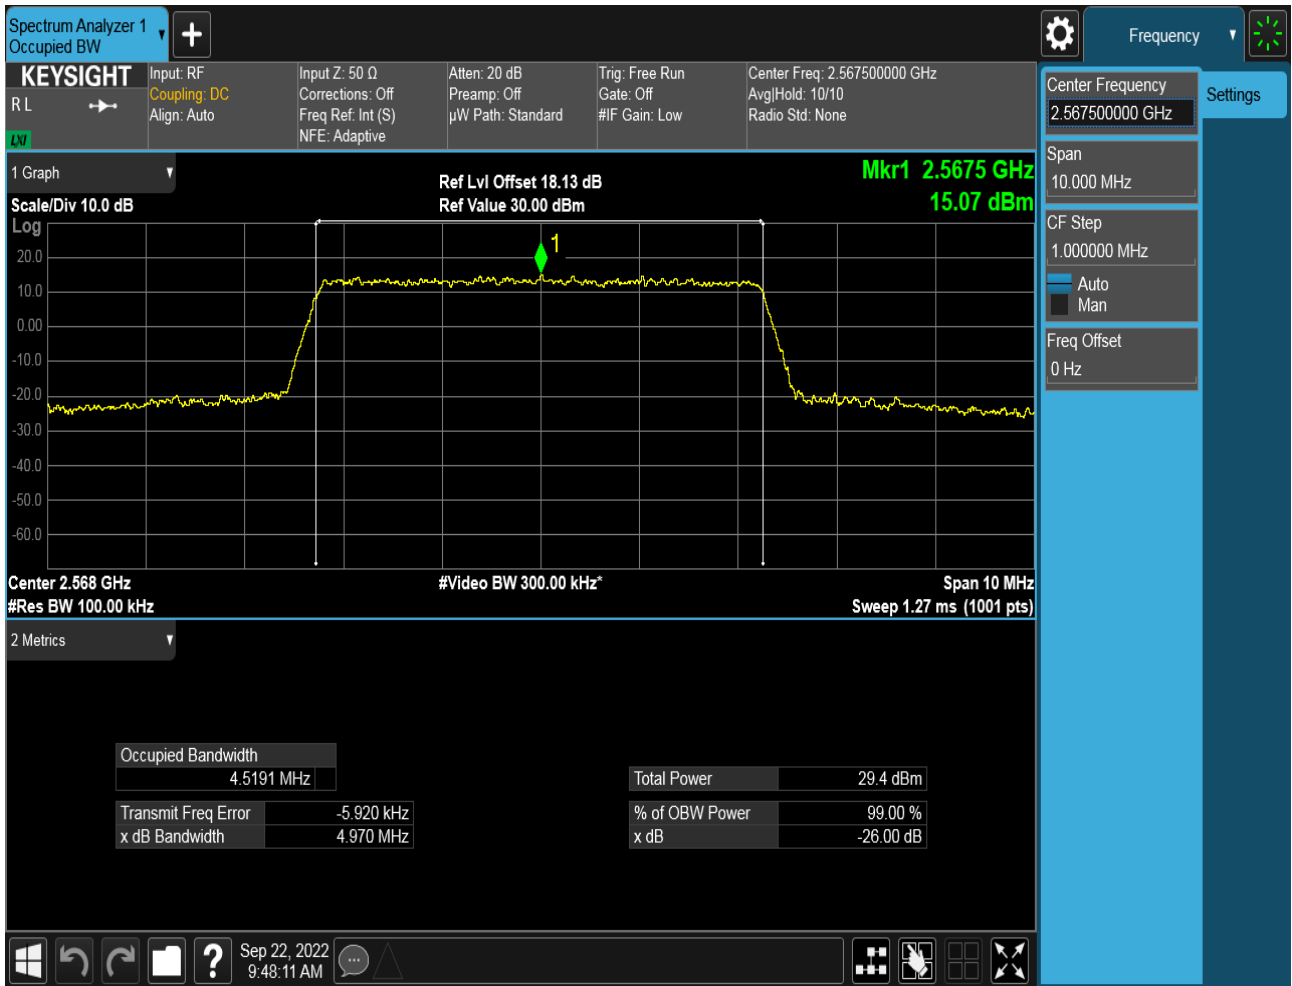 Spectrum Analyzer 1
Occupied BW
Frequency
KEYSIGHT
R L
LXI
Input: RF
Coupling: DC
Align: Auto
Input Z: 50 Ω
Corrections: Off
Freq Ref: Int (S)
NFE: Adaptive
Atten: 20 dB
Preamp: Off
µW Path: Standard
Trig: Free Run
Gate: Off
#IF Gain: Low
Center Freq: 2.567500000 GHz
Avg|Hold: 10/10
Radio Std: None
Center Frequency
2.567500000 GHz
Settings
Span
10.000 MHz
CF Step
1.000000 MHz
Auto
Man
Freq Offset
0 Hz
1 Graph
Scale/Div 10.0 dB
Log
Ref Lvl Offset 18.13 dB
Ref Value 30.00 dBm
Mkr1 2.5675 GHz
15.07 dBm
1
20.0
10.0
0.00
-10.0
-20.0
-30.0
-40.0
-50.0
-60.0
Center 2.568 GHz
#Video BW 300.00 kHz*
Span 10 MHz
#Res BW 100.00 kHz
Sweep 1.27 ms (1001 pts)
2 Metrics
Occupied Bandwidth
4.5191 MHz
Transmit Freq Error -5.920 kHz
x dB Bandwidth 4.970 MHz
Total Power 29.4 dBm
% of OBW Power 99.00 %
x dB -26.00 dB
?
Sep 22, 2022
9:48:11 AM